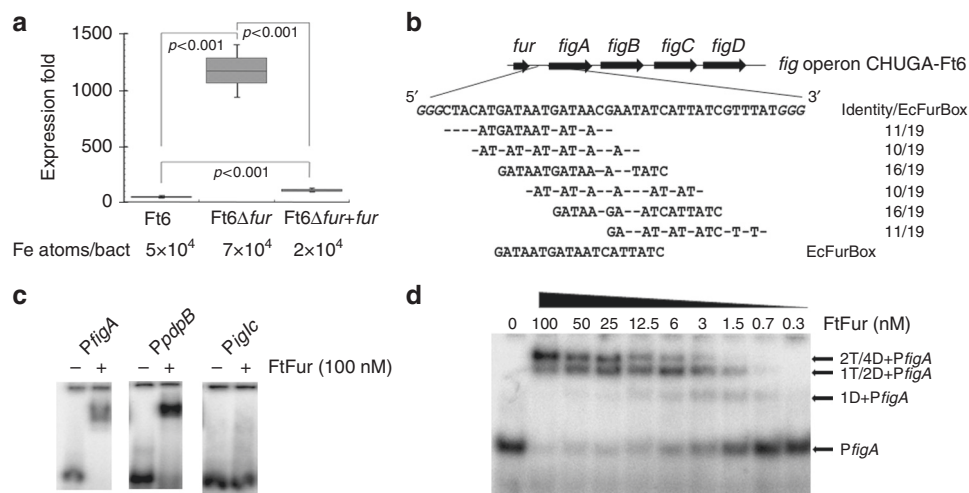 a
Expression fold
1500
1000
500
0
p<0.001
p<0.001
p<0.001
Ft6 Ft6Δfur Ft6Δfur+fur
Fe atoms/bact 5×10⁴ 7×10⁴ 2×10⁴
b
fur figA figB figC figD
fig operon CHUGA-Ft6
5′ 3′
GGGCTACATGATAATGATAACGAATATCATTATCGTTTATGGG Identity/EcFurBox
----ATGATAAT-AT-A-- 11/19
-AT-AT-AT-AT-A--A-- 10/19
GATAATGATAA—A-TATC 16/19
-AT-AT-A-A---AT-AT- 10/19
GATAA-GA--ATCATTATC 16/19
GA--AT-AT-ATC-T-T- 11/19
GATAATGATAATCATTATC EcFurBox
c
PfigA PpdpB Piglc
– + – + – + FtFur (100 nM)
d
0 100 50 25 12.5 6 3 1.5 0.7 0.3 FtFur (nM)
2T/4D+PfigA
1T/2D+PfigA
1D+PfigA
PfigA